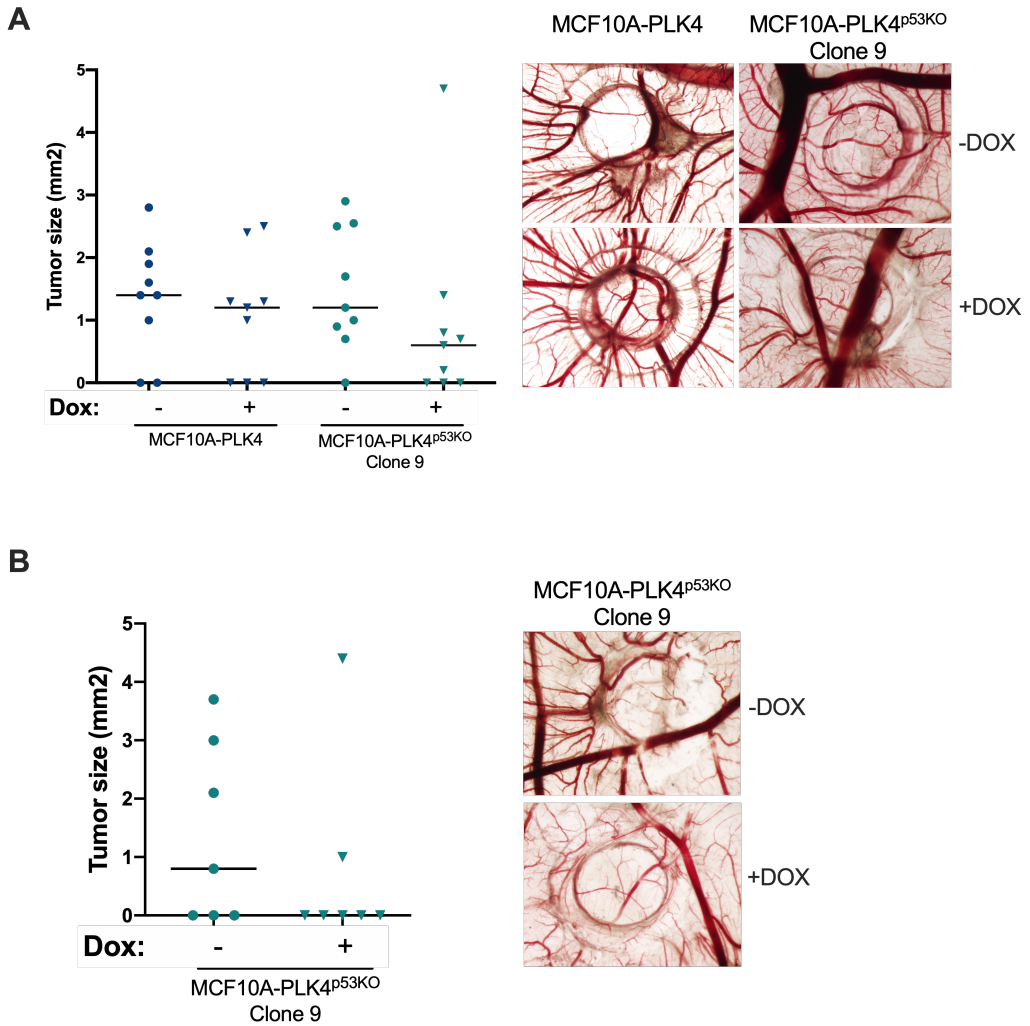 A
MCF10A-PLK4
MCF10A-PLK4p53KO
Clone 9
5
4
3
2
1
0
Tumor size (mm2)
-DOX
+DOX
Dox:
-
+
-
+
MCF10A-PLK4
MCF10A-PLK4p53KO
Clone 9
B
MCF10A-PLK4p53KO
Clone 9
5
4
3
2
1
0
Tumor size (mm2)
-DOX
+DOX
Dox:
-
+
MCF10A-PLK4p53KO
Clone 9